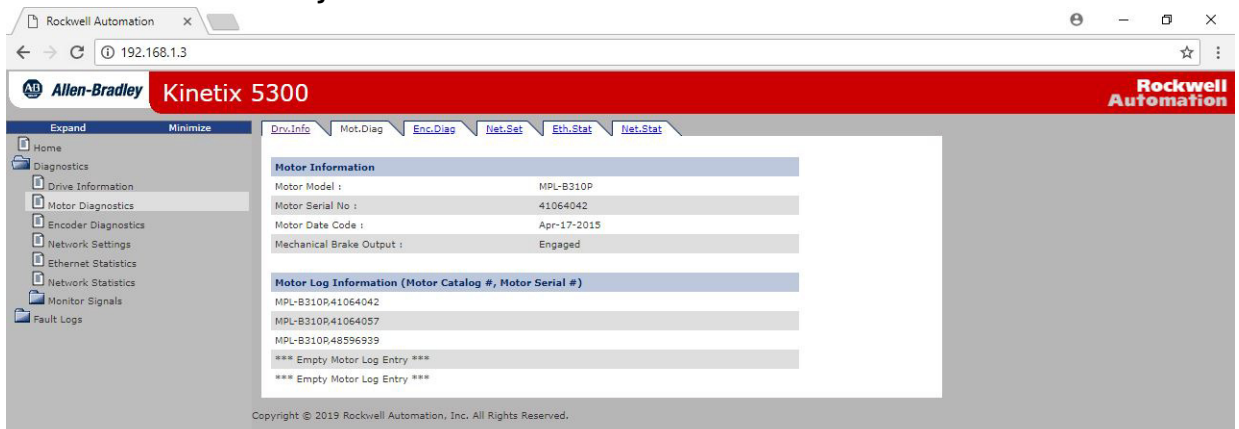 Rockwell Automation
192.168.1.3
AB Allen-Bradley Kinetix 5300 Rockwell Automation
Expand Minimize
Home
Diagnostics
Drive Information
Motor Diagnostics
Encoder Diagnostics
Network Settings
Ethernet Statistics
Network Statistics
Monitor Signals
Fault Logs
Drv.Info Mot.Diag Enc.Diag Net.Set Eth.Stat Net.Stat
Motor Information
Motor Model : MPL-B310P
Motor Serial No : 41064042
Motor Date Code : Apr-17-2015
Mechanical Brake Output : Engaged
Motor Log Information (Motor Catalog #, Motor Serial #)
MPL-B310P,41064042
MPL-B310P,41064057
MPL-B310P,48596939
*** Empty Motor Log Entry ***
*** Empty Motor Log Entry ***
Copyright © 2019 Rockwell Automation, Inc. All Rights Reserved.